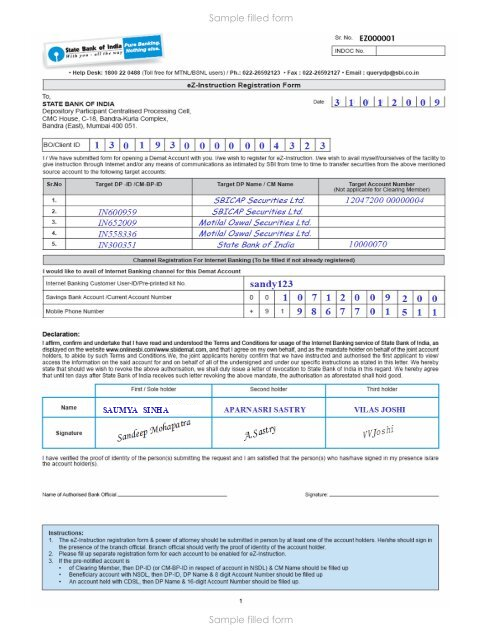 Sample filled form
State Bank of India
With you - all the way
Pure Banking.
Nothing else.
Sr. No. EZ000001
INDOC No.
• Help Desk: 1800 22 0488 (Toll free for MTNL/BSNL users) / Ph.: 022-26592123 • Fax : 022-26592127 • Email : querydp@sbi.co.in
eZ-Instruction Registration Form
To,
STATE BANK OF INDIA
Depository Participant Centralised Processing Cell,
CMC House, C-18, Bandra-Kurla Complex,
Bandra (East), Mumbai 400 051.
Date 3 1 0 1 2 0 0 9
BO/Client ID 1 3 0 1 9 3 0 0 0 0 0 0 4 3 2 3
I / We have submitted form for opening a Demat Account with you. I/we wish to register for eZ-Instruction. I/we wish to avail myself/ourselves of the facility to
give instruction through Internet and/or any means of communications as intimated by SBI from time to time to transfer securities from the above mentioned
source account to the following target accounts:
Sr.No Target DP -ID /CM-BP-ID Target DP Name / CM Name Target Account Number
(Not applicable for Clearing Member)
1. SBICAP Securities Ltd. 12047200 00000004
2. IN600959 SBICAP Securities Ltd.
3. IN652009 Motilal Oswal Securities Ltd.
4. IN558336 Motilal Oswal Securities Ltd.
5. IN300351 State Bank of India 10000070
Channel Registration For Internet Banking (To be filled if not already registered)
I would like to avail of Internet Banking channel for this Demat Account
Internet Banking Customer User-ID/Pre-printed kit No. sandy123
Savings Bank Account /Current Account Number 0 0 1 0 7 1 2 0 0 9 2 0 0
Mobile Phone Number + 9 1 9 8 6 7 7 0 1 5 1 1
Declaration:
I affirm, confirm and undertake that I have read and understood the Terms and Conditions for usage of the Internet Banking service of State Bank of India, as
displayed on the website www.onlinesbi.com/www.sbidemat.com, and that I agree on my own behalf, and as the mandate holder on behalf of the joint account
holders, to abide by such Terms and Conditions.We, the joint applicants hereby confirm that we have instructed and authorised the first applicant to view/
access the information on the said account for and on behalf of all of the undersigned and under our specific instructions as stated in this letter. We hereby
state that should we wish to revoke the above authorisation, we shall duly issue a letter of revocation to State Bank of India in this regard. We hereby agree
that until ten days after State Bank of India receives such letter revoking the above mandate, the authorisation as aforestated shall hold good.
First / Sole holder Second holder Third holder
Name SAUMYA SINHA APARNASRI SASTRY VILAS JOSHI
Signature Sandeep Mohapatra A.Sastry VVJoshi
I have verified the proof of identity of the person(s) submitting the request and I am satisfied that the person(s) who has/have signed in my presence is/are
the account holder(s).
Name of Authorised Bank Official Signature:
Instructions:
1. The eZ-Instruction registration form & power of attorney should be submitted in person by at least one of the account holders. He/she should sign in
the presence of the branch official. Branch official should verify the proof of identity of the account holder.
2. Please fill up separate registration form for each account to be enabled for eZ-Instruction.
3. If the pre-notified account is
• of Clearing Member, then DP-ID (or CM-BP-ID in respect of account in NSDL) & CM Name should be filled up
• Beneficiary account with NSDL, then DP-ID, DP Name & 8 digit Account Number should be filled up
• An account held with CDSL, then DP Name & 16-digit Account Number should be filled up.
1
Sample filled form